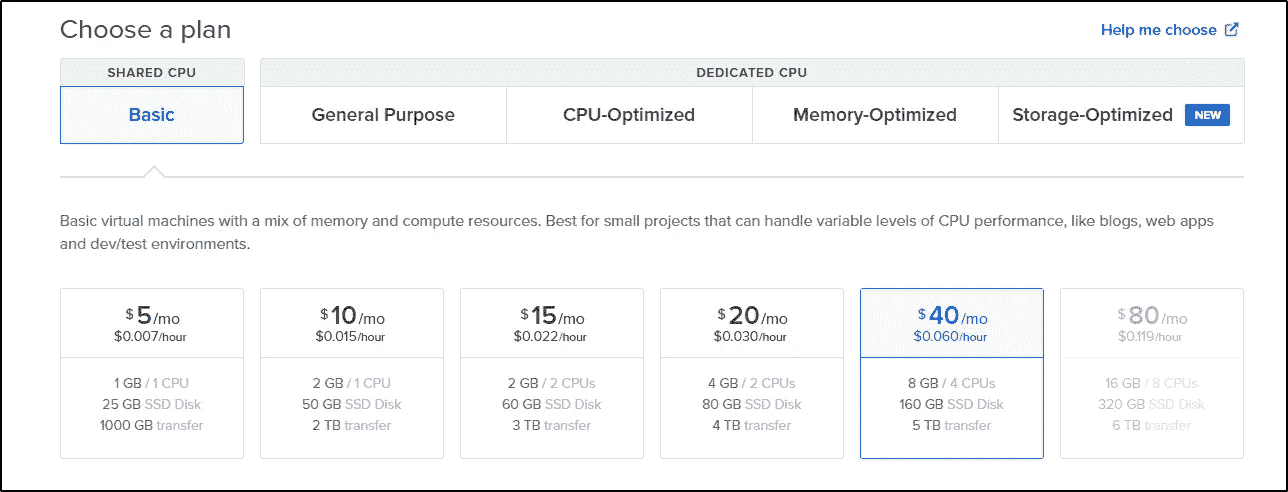 Choose a plan
Help me choose
SHARED CPU
DEDICATED CPU
Basic
General Purpose
CPU-Optimized
Memory-Optimized
Storage-Optimized NEW
Basic virtual machines with a mix of memory and compute resources. Best for small projects that can handle variable levels of CPU performance, like blogs, web apps
and dev/test environments.
$5/mo
$0.007/hour
1 GB / 1 CPU
25 GB SSD Disk
1000 GB transfer
$10/mo
$0.015/hour
2 GB / 1 CPU
50 GB SSD Disk
2 TB transfer
$15/mo
$0.022/hour
2 GB / 2 CPUs
60 GB SSD Disk
3 TB transfer
$20/mo
$0.030/hour
4 GB / 2 CPUs
80 GB SSD Disk
4 TB transfer
$40/mo
$0.060/hour
8 GB / 4 CPUs
160 GB SSD Disk
5 TB transfer
$80/mo
$0.119/hour
16 GB / 8 CPUs
320 GB SSD Disk
6 TB transfer